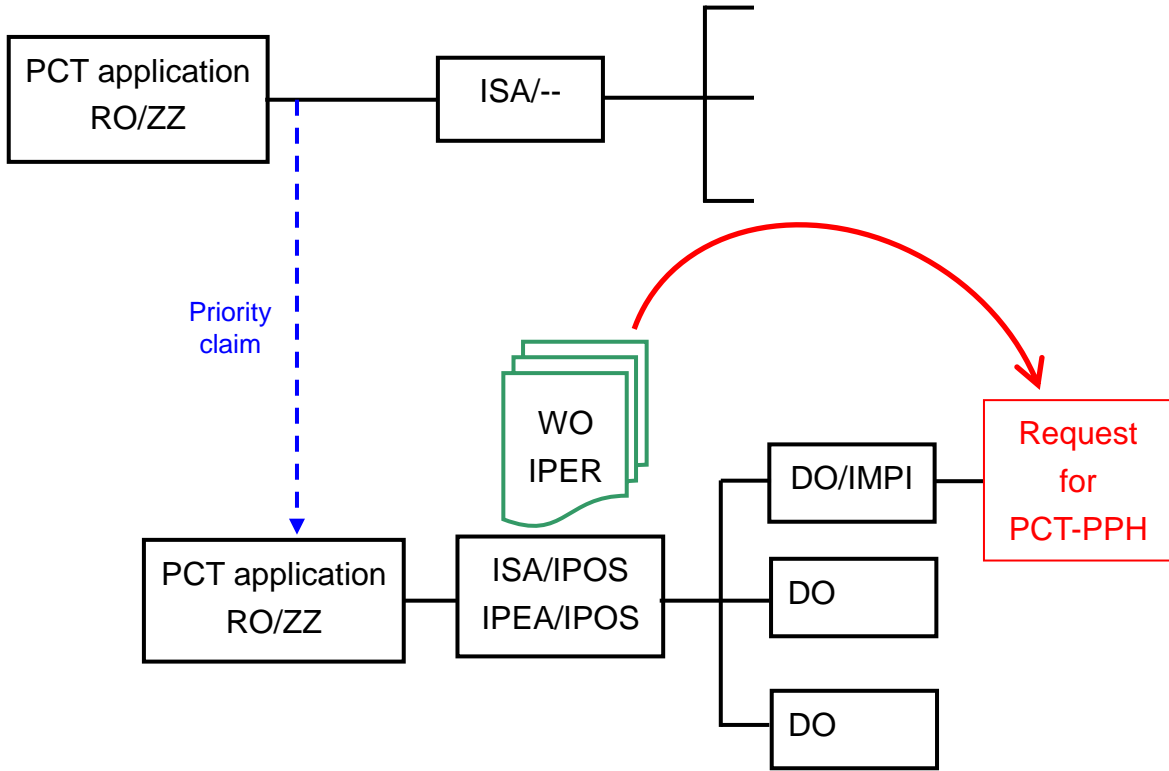 PCT application
RO/ZZ
ISA/--
Priority
claim
WO
IPER
DO/IMPI
Request
for
PCT-PPH
PCT application
RO/ZZ
ISA/IPOS
IPEA/IPOS
DO
DO